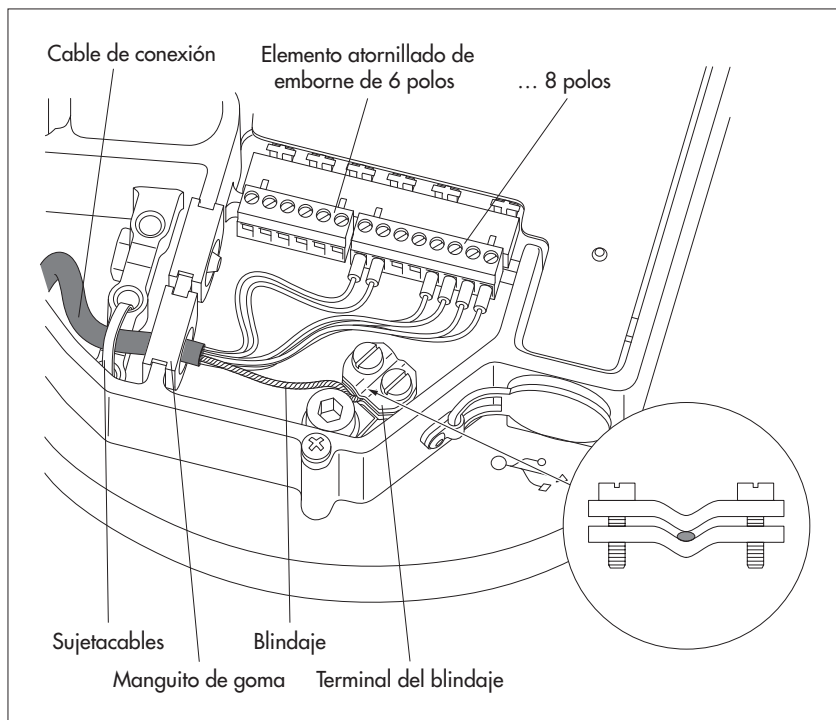 Cable de conexión
Elemento atornillado de
emborne de 6 polos
… 8 polos
Sujetacables
Blindaje
Manguito de goma
Terminal del blindaje